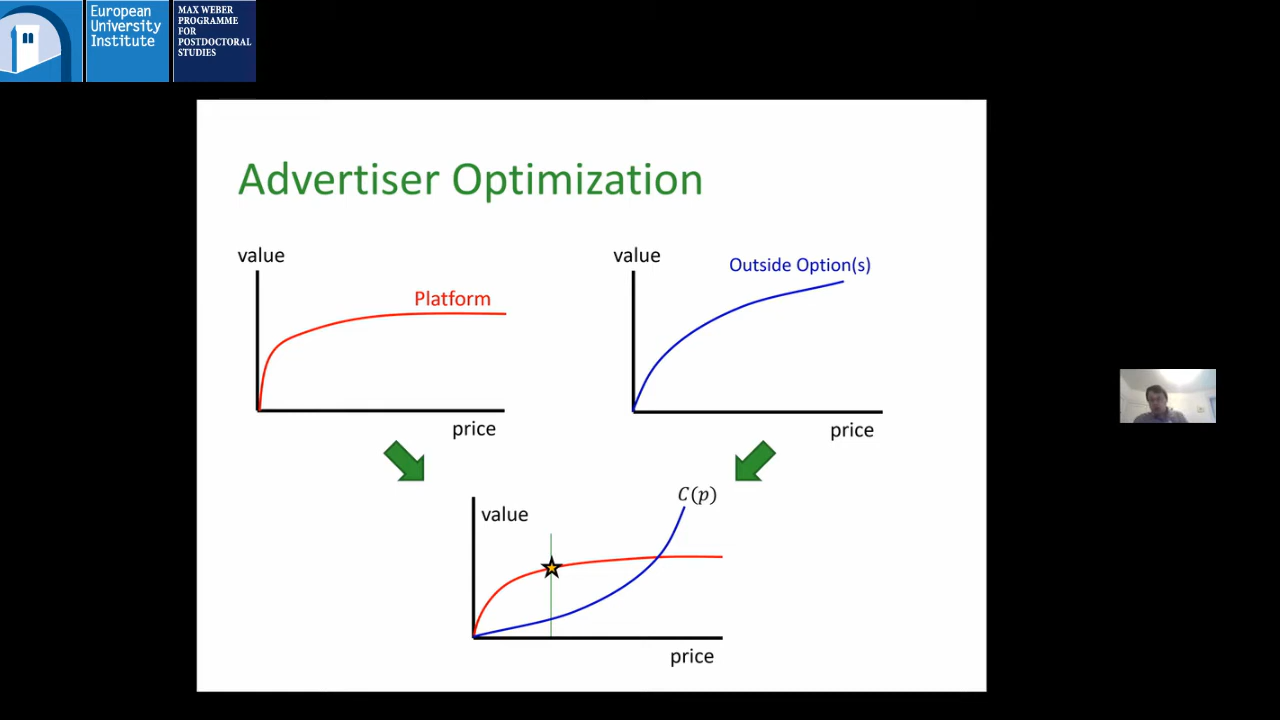 European
University
Institute
MAX WEBER
PROGRAMME
FOR
POSTDOCTORAL
STUDIES
Advertiser Optimization
value
Platform
price
value
Outside Option(s)
price
C(p)
value
price